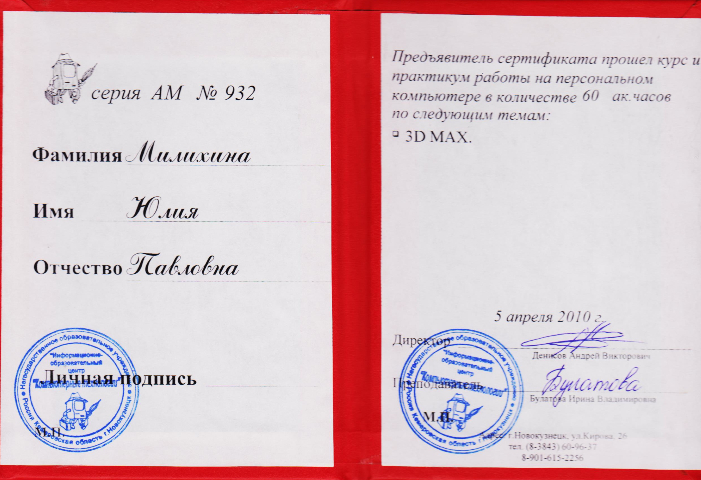 серия АМ № 932
Фамилия Милихина
Имя Юлия
Отчество Павловна
Личная подпись
М.П.
"Информационно-
образовательный
центр
Негосударственное образовательное учреждение
Россия Кемеровская область г.Новокузнецк
Предъявитель сертификата прошел курс и
практикум работы на персональном
компьютере в количестве 60 ак.часов
по следующим темам:
3D MAX.
5 апреля 2010 г.
Директор
Денисов Андрей Викторович
Преподаватель Булатова
Булатова Ирина Владимировна
М.П.
"Информационно-
образовательный
центр
Негосударственное образовательное учреждение
Россия Кемеровская область г.Новокузнецк
г.Новокузнецк, ул.Кирова, 26
тел. (8-3843) 60-96-37
8-901-615-2256